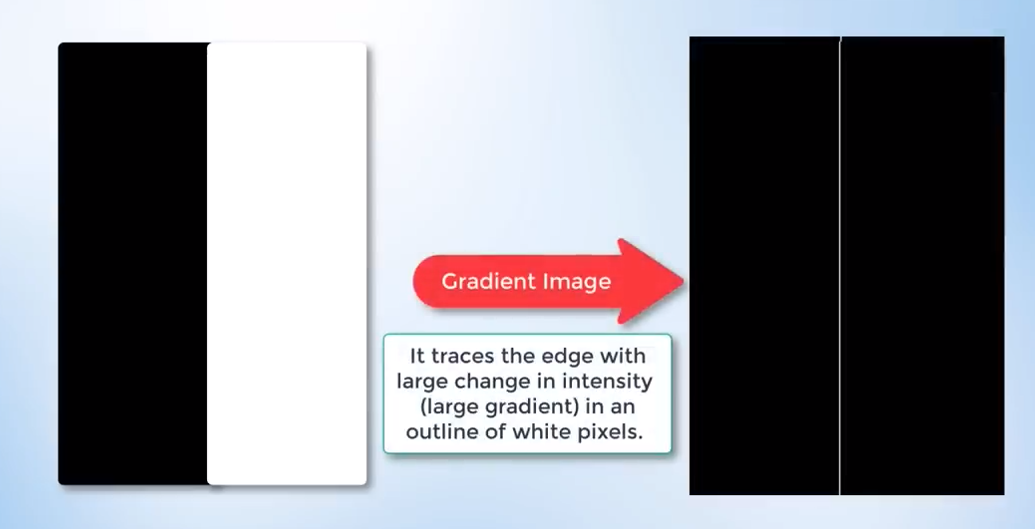 Gradient Image
It traces the edge with
large change in intensity
(large gradient) in an
outline of white pixels.